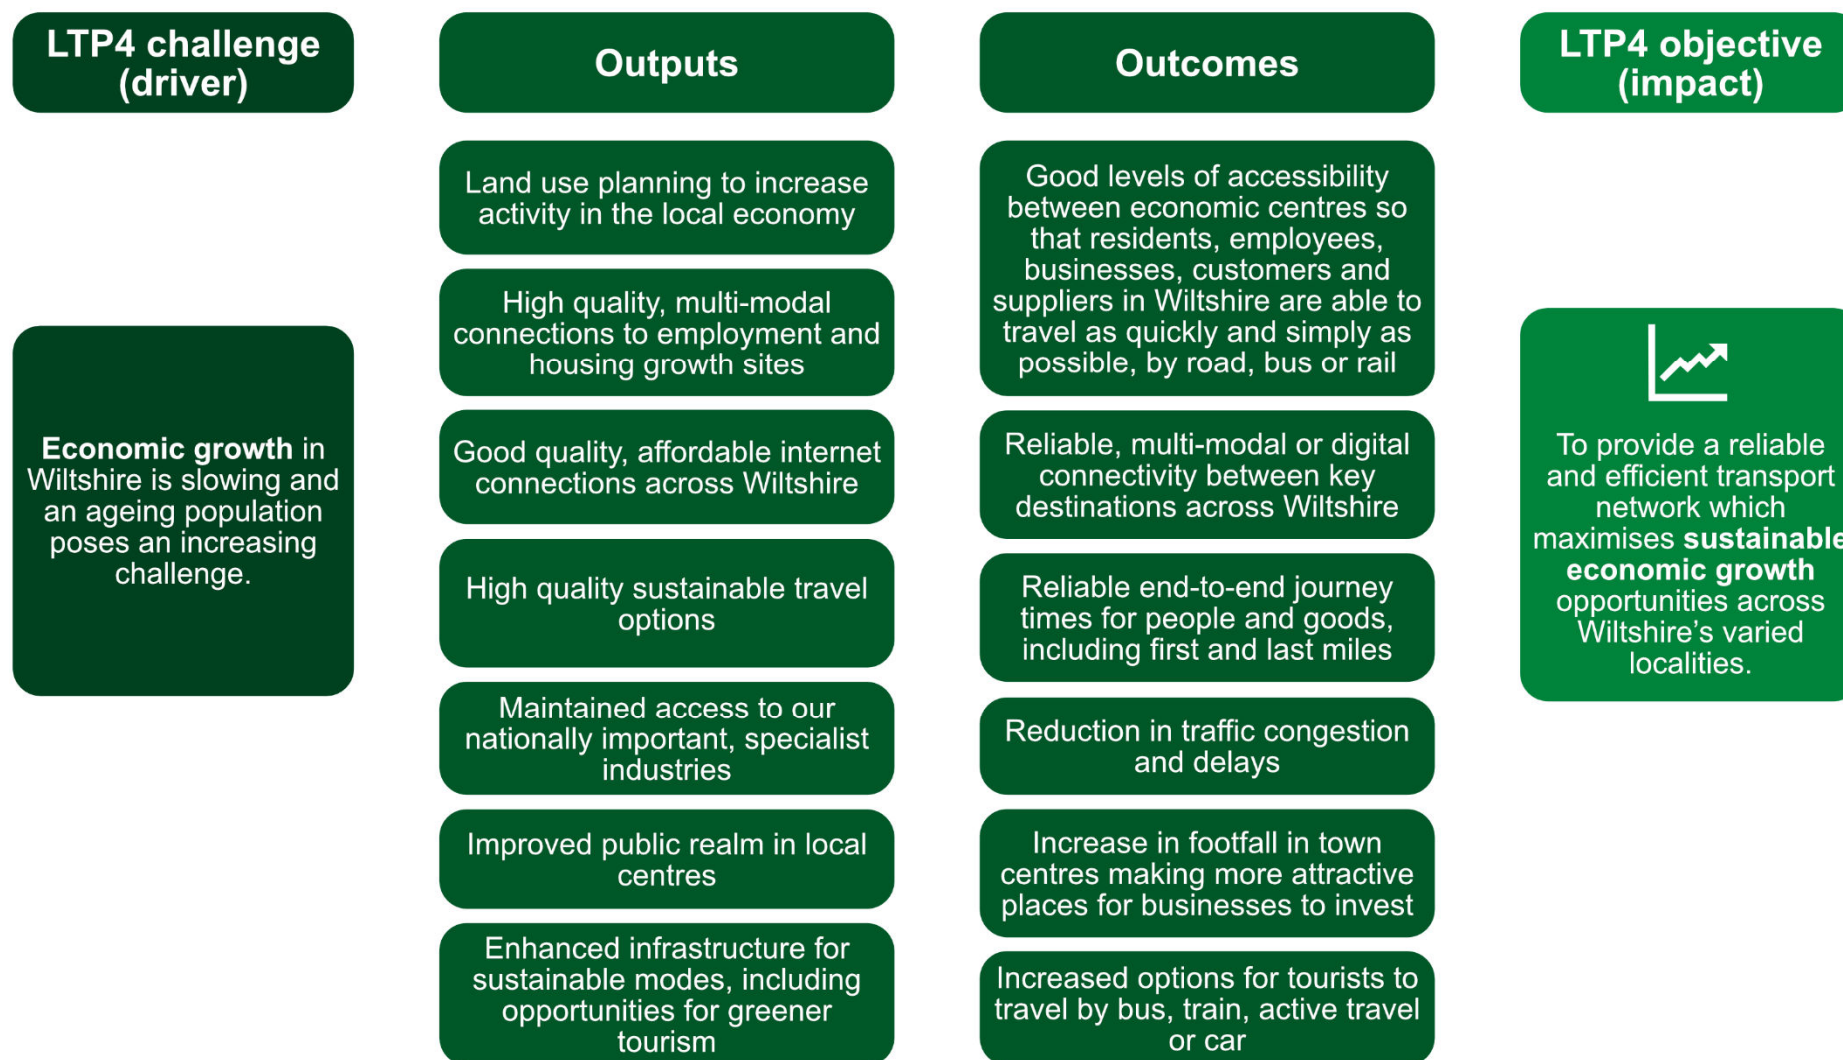 LTP4 challenge
(driver)
Outputs
Outcomes
LTP4 objective
(impact)
Economic growth in
Wiltshire is slowing and
an ageing population
poses an increasing
challenge.
Land use planning to increase
activity in the local economy
High quality, multi-modal
connections to employment and
housing growth sites
Good quality, affordable internet
connections across Wiltshire
High quality sustainable travel
options
Maintained access to our
nationally important, specialist
industries
Improved public realm in local
centres
Enhanced infrastructure for
sustainable modes, including
opportunities for greener
tourism
Good levels of accessibility
between economic centres so
that residents, employees,
businesses, customers and
suppliers in Wiltshire are able to
travel as quickly and simply as
possible, by road, bus or rail
Reliable, multi-modal or digital
connectivity between key
destinations across Wiltshire
Reliable end-to-end journey
times for people and goods,
including first and last miles
Reduction in traffic congestion
and delays
Increase in footfall in town
centres making more attractive
places for businesses to invest
Increased options for tourists to
travel by bus, train, active travel
or car
To provide a reliable
and efficient transport
network which
maximises sustainable
economic growth
opportunities across
Wiltshire's varied
localities.